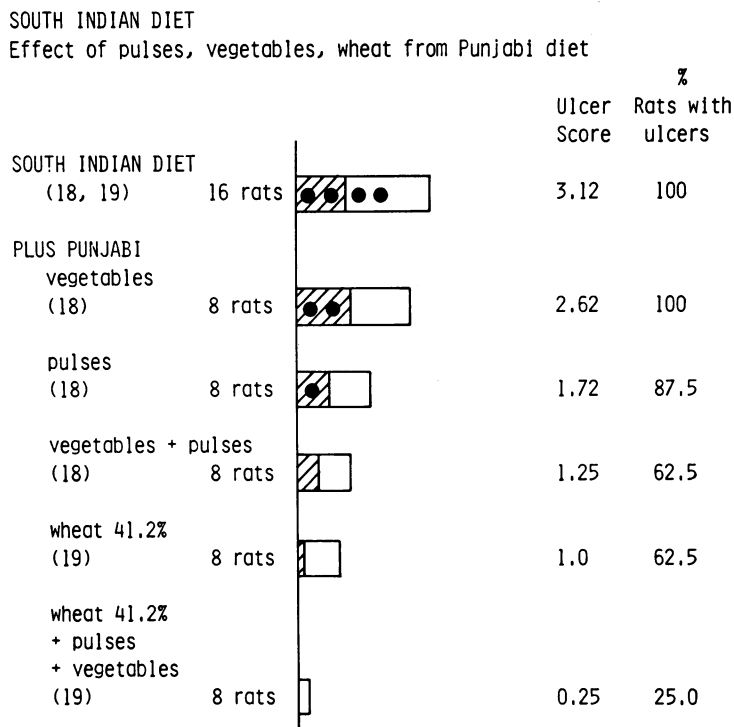 SOUTH INDIAN DIET
Effect of pulses, vegetables, wheat from Punjabi diet
%
Ulcer Rats with
Score ulcers
SOUTH INDIAN DIET
(18, 19) 16 rats 3.12 100
PLUS PUNJABI
vegetables
(18) 8 rats 2.62 100
pulses
(18) 8 rats 1.72 87.5
vegetables + pulses
(18) 8 rats 1.25 62.5
wheat 41.2%
(19) 8 rats 1.0 62.5
wheat 41.2%
+ pulses
+ vegetables
(19) 8 rats 0.25 25.0